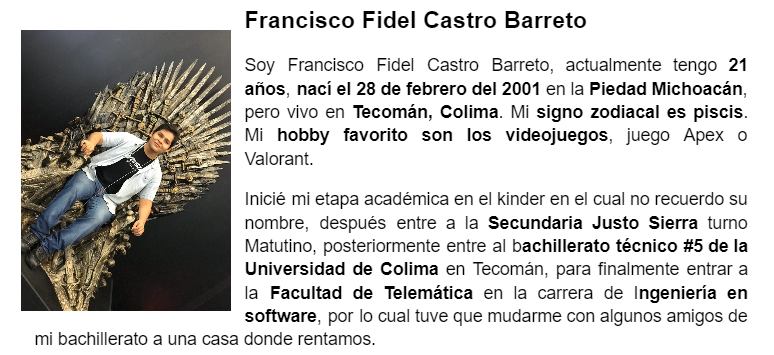 Francisco Fidel Castro Barreto
Soy Francisco Fidel Castro Barreto, actualmente tengo 21
años, nací el 28 de febrero del 2001 en la Piedad Michoacán,
pero vivo en Tecomán, Colima. Mi signo zodiacal es piscis.
Mi hobby favorito son los videojuegos, juego Apex o
Valorant.
Inicié mi etapa académica en el kinder en el cual no recuerdo su
nombre, después entre a la Secundaria Justo Sierra turno
Matutino, posteriormente entre al bachillerato técnico #5 de la
Universidad de Colima en Tecomán, para finalmente entrar a
la Facultad de Telemática en la carrera de Ingeniería en
software, por lo cual tuve que mudarme con algunos amigos de
mi bachillerato a una casa donde rentamos.